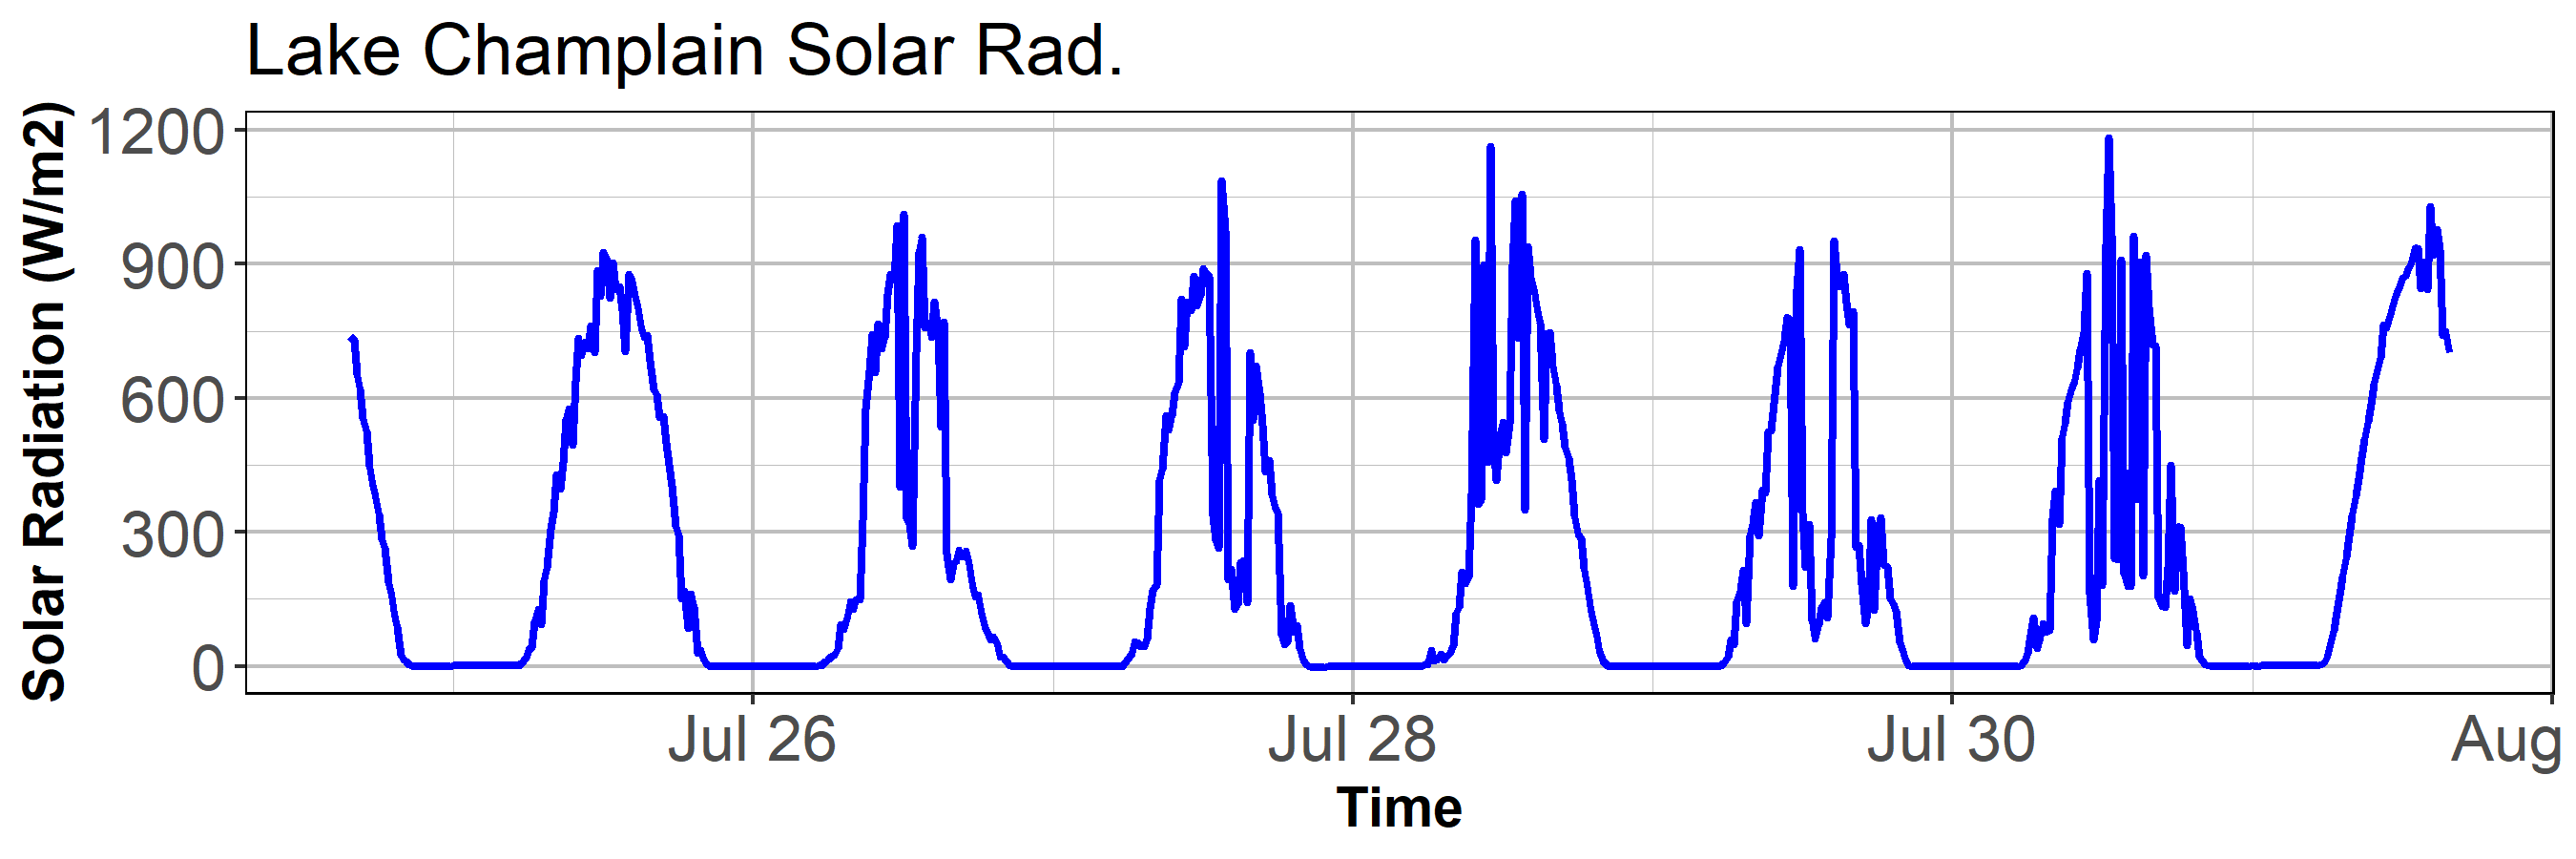 Lake Champlain Solar Rad.
Solar Radiation (W/m2)
1200
900
600
300
0
Jul 26 Jul 28 Jul 30 Aug
Time